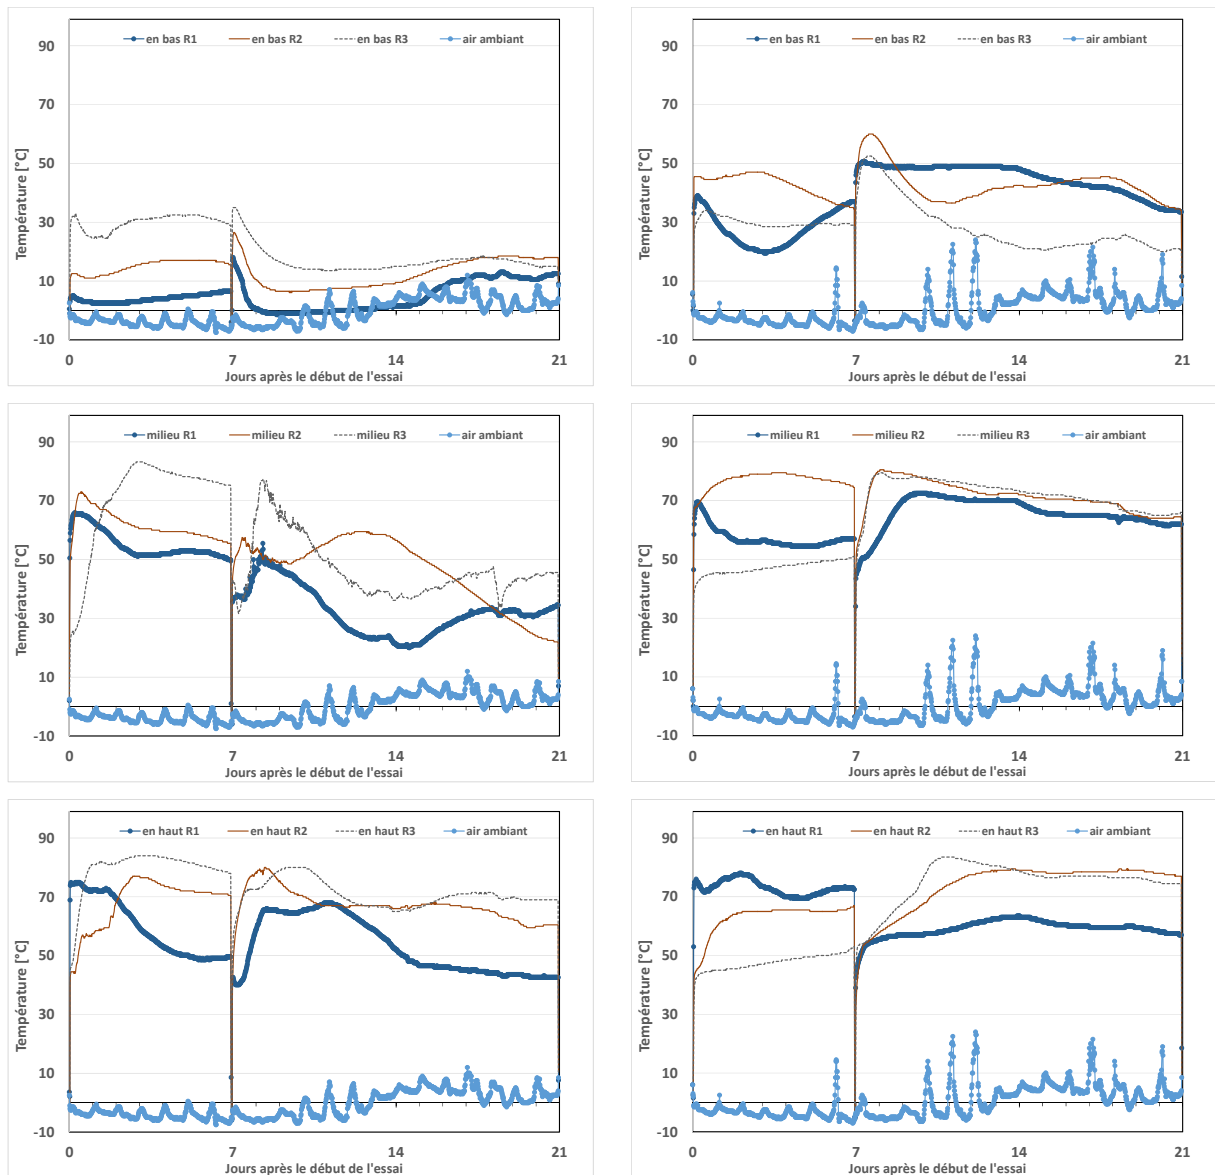 en bas R1 en bas R2 en bas R3 air ambiant
90
70
50
30
10
-10
Température [°C]
0 7 14 21
Jours après le début de l'essai
en bas R1 en bas R2 en bas R3 air ambiant
90
70
50
30
10
-10
Température [°C]
0 7 14 21
Jours après le début de l'essai
milieu R1 milieu R2 milieu R3 air ambiant
90
70
50
30
10
-10
Température [°C]
0 7 14 21
Jours après le début de l'essai
milieu R1 milieu R2 milieu R3 air ambiant
90
70
50
30
10
-10
Température [°C]
0 7 14 21
Jours après le début de l'essai
en haut R1 en haut R2 en haut R3 air ambiant
90
70
50
30
10
-10
Température [°C]
0 7 14 21
Jours après le début de l'essai
en haut R1 en haut R2 en haut R3 air ambiant
90
70
50
30
10
-10
Température [°C]
0 7 14 21
Jours après le début de l'essai